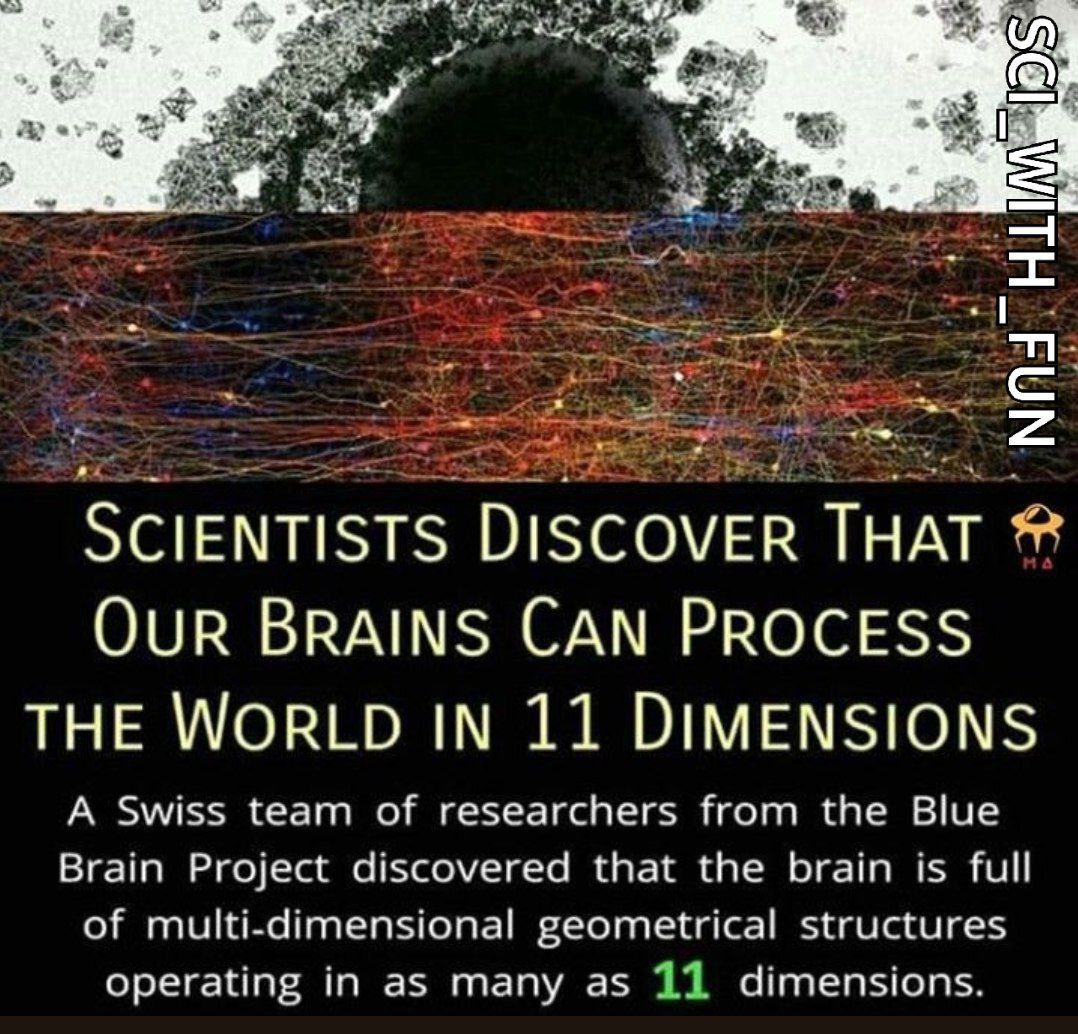 SCI_WITH_FUN
Scientists Discover That
MA
Our Brains Can Process
the World in 11 Dimensions
A Swiss team of researchers from the Blue
Brain Project discovered that the brain is full
of multi-dimensional geometrical structures
operating in as many as 11 dimensions.